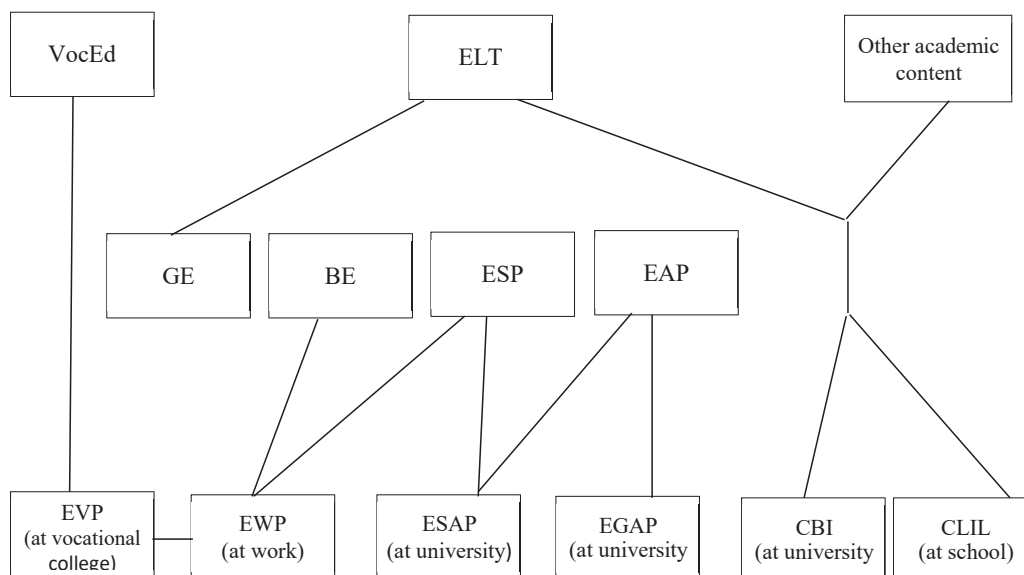 VocEd
ELT
Other academic
content
GE
BE
ESP
EAP
EVP
(at vocational
college)
EWP
(at work)
ESAP
(at university)
EGAP
(at university
CBI
(at university
CLIL
(at school)